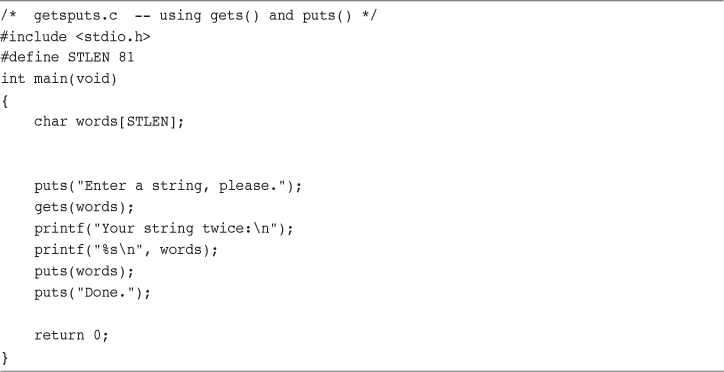 /*  getsputs.c  -- using gets() and puts() */
#include <stdio.h>
#define STLEN 81
int main(void)
{
    char words[STLEN];


    puts("Enter a string, please.");
    gets(words);
    printf("Your string twice:\n");
    printf("%s\n", words);
    puts(words);
    puts("Done.");

    return 0;
}